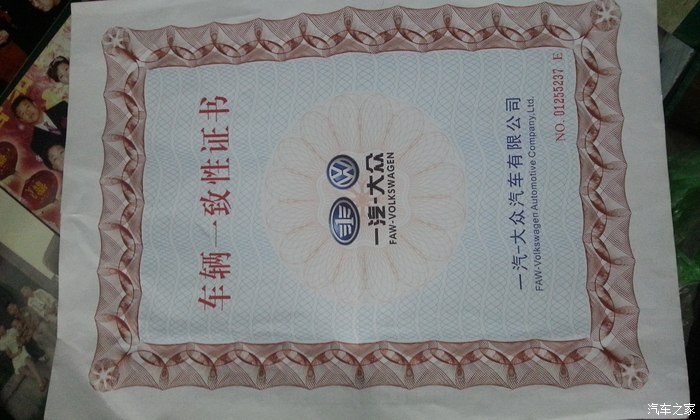 车辆一致性证书
一汽-大众
FAW-VOLKSWAGEN
一汽-大众汽车有限公司
FAW-Volkswagen Automotive Company,Ltd.
NO. 01255237 E
汽车之家